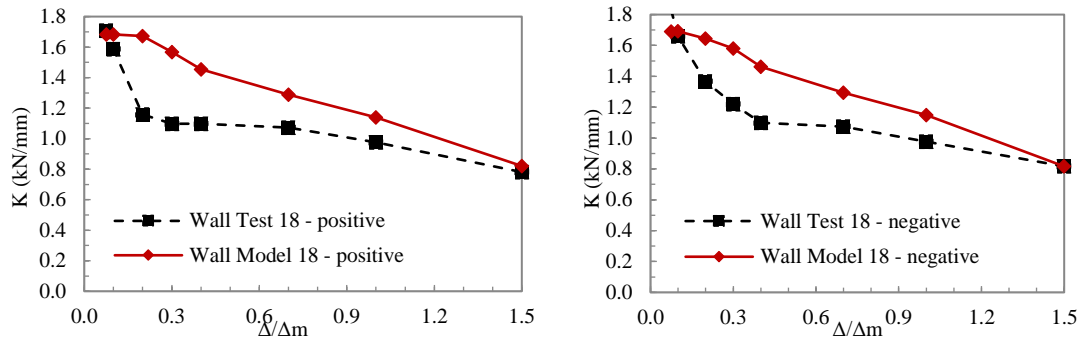 1.8
1.6
1.4
1.2
1.0
0.8
0.6
0.4
0.2
0.0
K (kN/mm)
Wall Test 18 - positive
Wall Model 18 - positive
0.0 0.3 0.6 0.9 1.2 1.5
Δ/Δm
1.8
1.6
1.4
1.2
1.0
0.8
0.6
0.4
0.2
0.0
K (kN/mm)
Wall Test 18 - negative
Wall Model 18 - negative
0.0 0.3 0.6 0.9 1.2 1.5
Δ/Δm